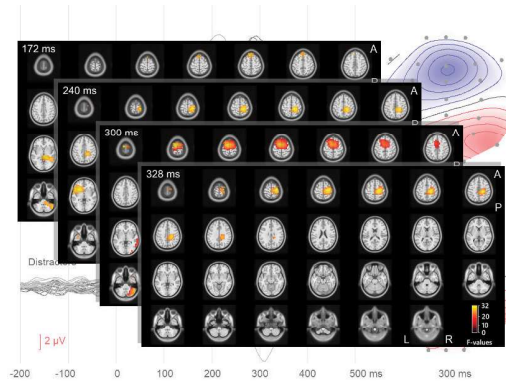 172 ms
A
240 ms
A
300 ms
A
328 ms
A
P
Distractors
2 μV
32
20
10
0
L
R
F-values
-200
-100
0
100
200
300
400
500 ms
300 ms